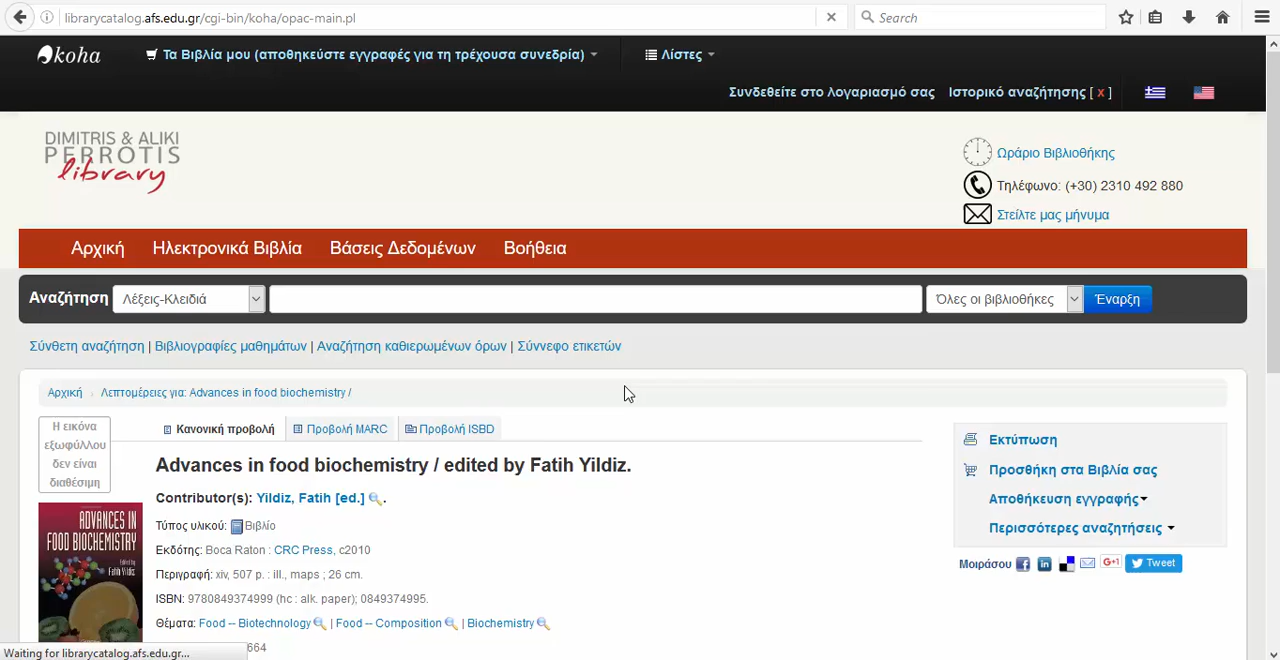 librarycatalog.afs.edu.gr/cgi-bin/koha/opac-main.pl
Search
koha
Τα Βιβλία μου (αποθηκεύστε εγγραφές για τη τρέχουσα συνεδρία)
Λίστες
Συνδεθείτε στο λογαριασμό σας
Ιστορικό αναζήτησης [ x ]
DIMITRIS & ALIKI
PERROTIS
library
Ωράριο Βιβλιοθήκης
Τηλέφωνο: (+30) 2310 492 880
Στείλτε μας μήνυμα
Αρχική Ηλεκτρονικά Βιβλία Βάσεις Δεδομένων Βοήθεια
Αναζήτηση Λέξεις-Κλειδιά Όλες οι βιβλιοθήκες Έναρξη
Σύνθετη αναζήτηση | Βιβλιογραφίες μαθημάτων | Αναζήτηση καθιερωμένων όρων | Σύννεφο ετικετών
Αρχική › Λεπτομέρειες για: Advances in food biochemistry /
Η εικόνα
εξωφύλλου
δεν είναι
διαθέσιμη
ADVANCES IN
FOOD BIOCHEMISTRY
Edited by
Fatih Yildiz
Κανονική προβολή Προβολή MARC Προβολή ISBD
Advances in food biochemistry / edited by Fatih Yildiz.
Contributor(s): Yildiz, Fatih [ed.] .
Τύπος υλικού: Βιβλίο
Εκδότης: Boca Raton : CRC Press, c2010
Περιγραφή: xiv, 507 p. : ill., maps ; 26 cm.
ISBN: 9780849374999 (hc : alk. paper); 0849374995.
Θέματα: Food -- Biotechnology | Food -- Composition | Biochemistry
664
Εκτύπωση
Προσθήκη στα Βιβλία σας
Αποθήκευση εγγραφής
Περισσότερες αναζητήσεις
Μοιράσου G+1 Tweet
Waiting for librarycatalog.afs.edu.gr...